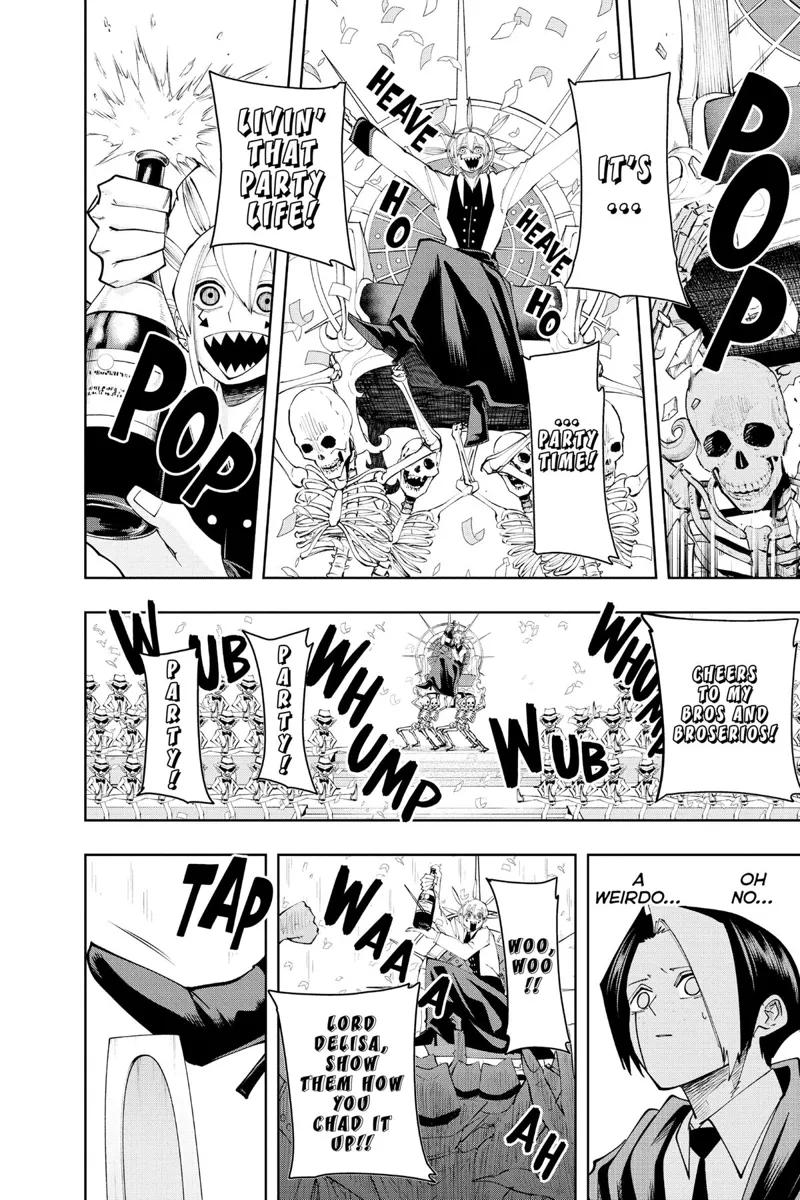 POP
IT'S
...
HEAVE
HO
HEAVE
HO
...
PARTY
TIME!
LIVIN'
THAT
PARTY
LIFE!
POP
CHEERS
TO MY
BROS AND
BROSERIOS!
WHUMP
WUB
WHUMP
PARTY!
WUB
PARTY!
OH
NO...
A
WEIRDO...
WOO,
WOO
!!
WAA
A
AH
LORD
DELISA,
SHOW
THEM HOW
YOU
CHAD IT
UP!!
TAP